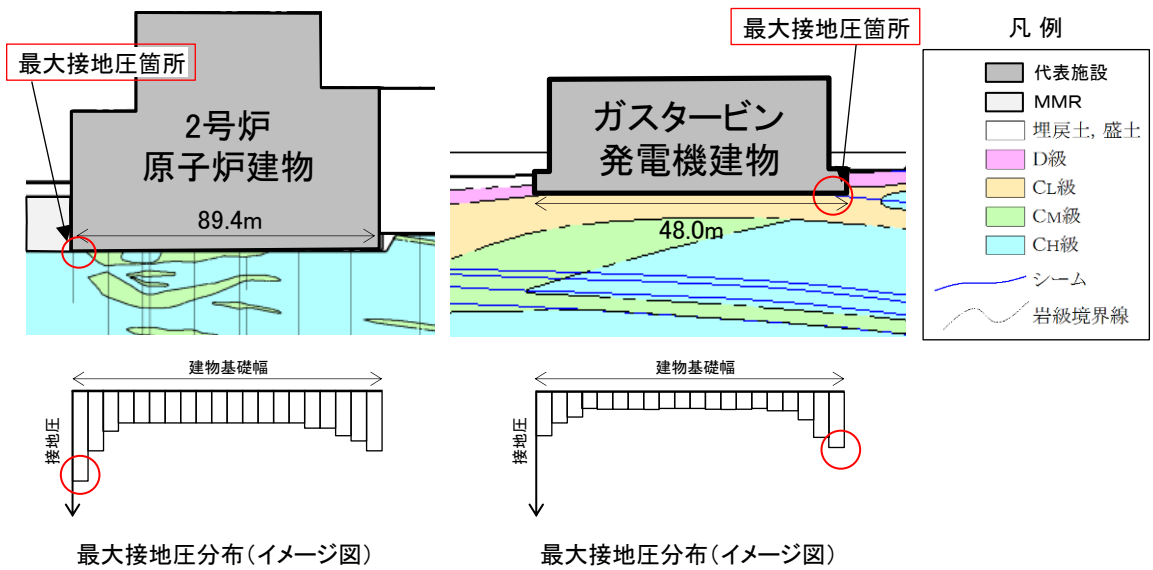 最大接地圧箇所
2号炉
原子炉建物
89.4m
建物基礎幅
接地圧
最大接地圧分布(イメージ図)
最大接地圧箇所
ガスタービン
発電機建物
48.0m
建物基礎幅
接地圧
最大接地圧分布(イメージ図)
凡 例
代表施設
MMR
埋戻土, 盛土
D級
CL級
CM級
CH級
シーム
岩級境界線